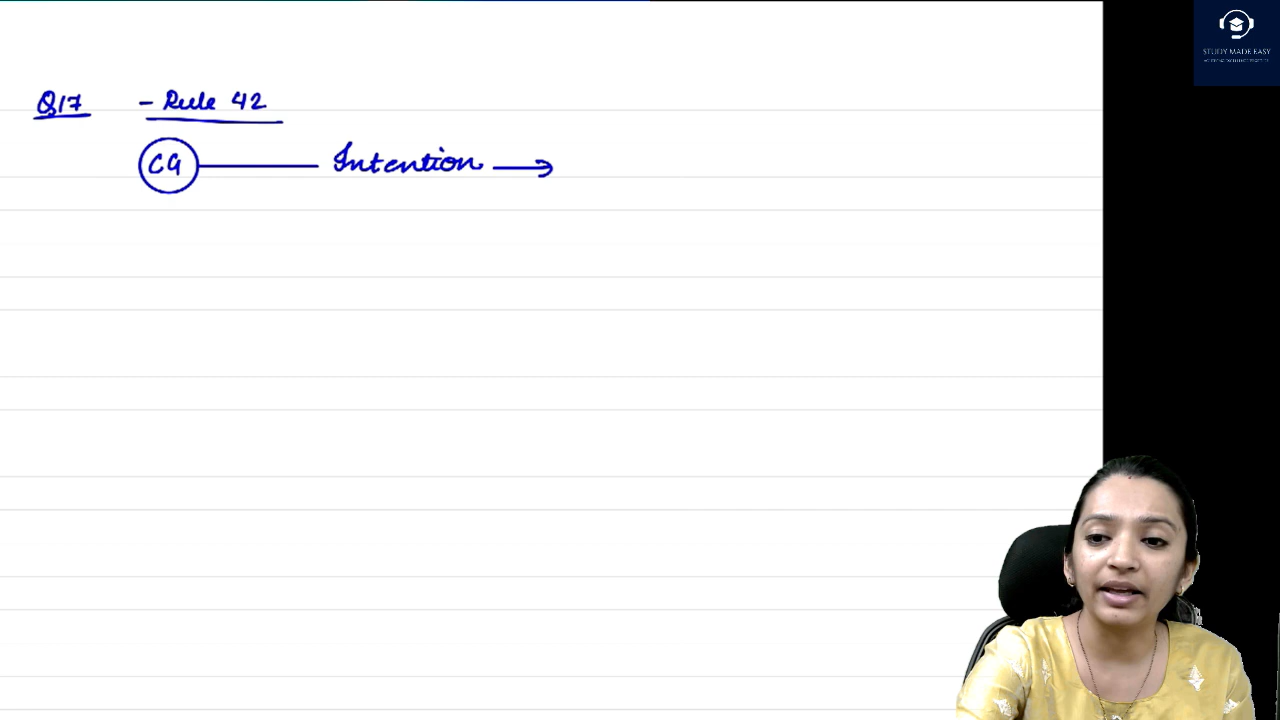 Q17 - Rule 42
CG Intention →
STUDY MADE EASY